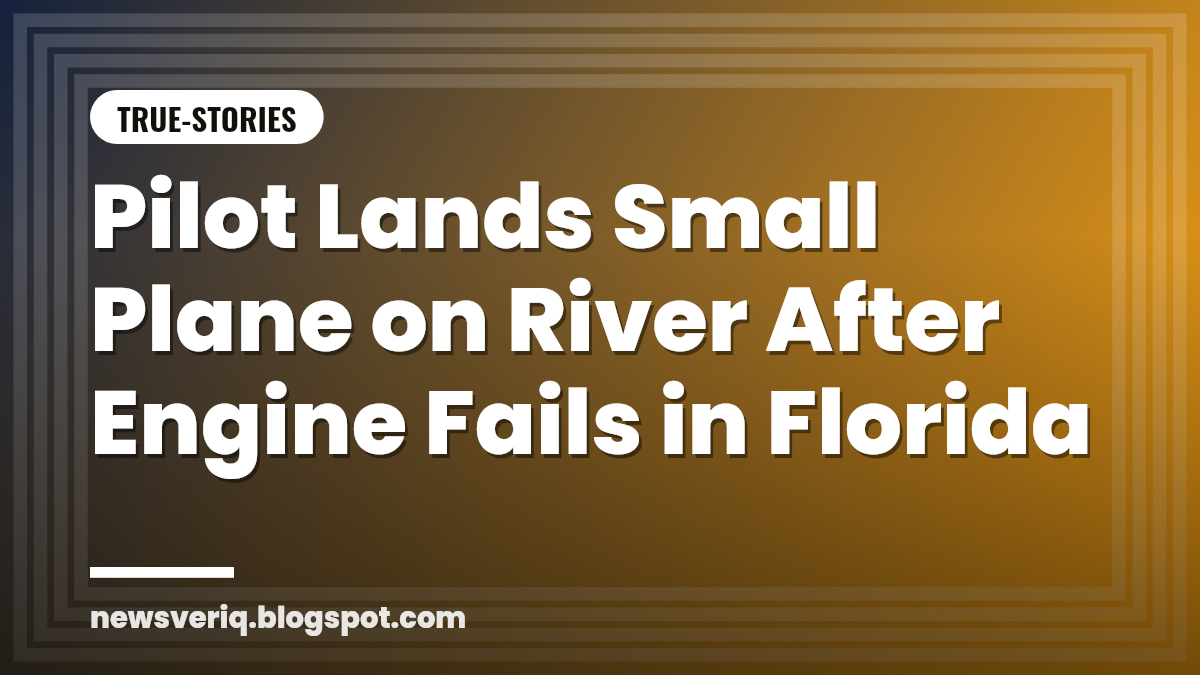 TRUE-STORIES
Pilot Lands Small
Plane on River After
Engine Fails in Florida
newsveriq.blogspot.com